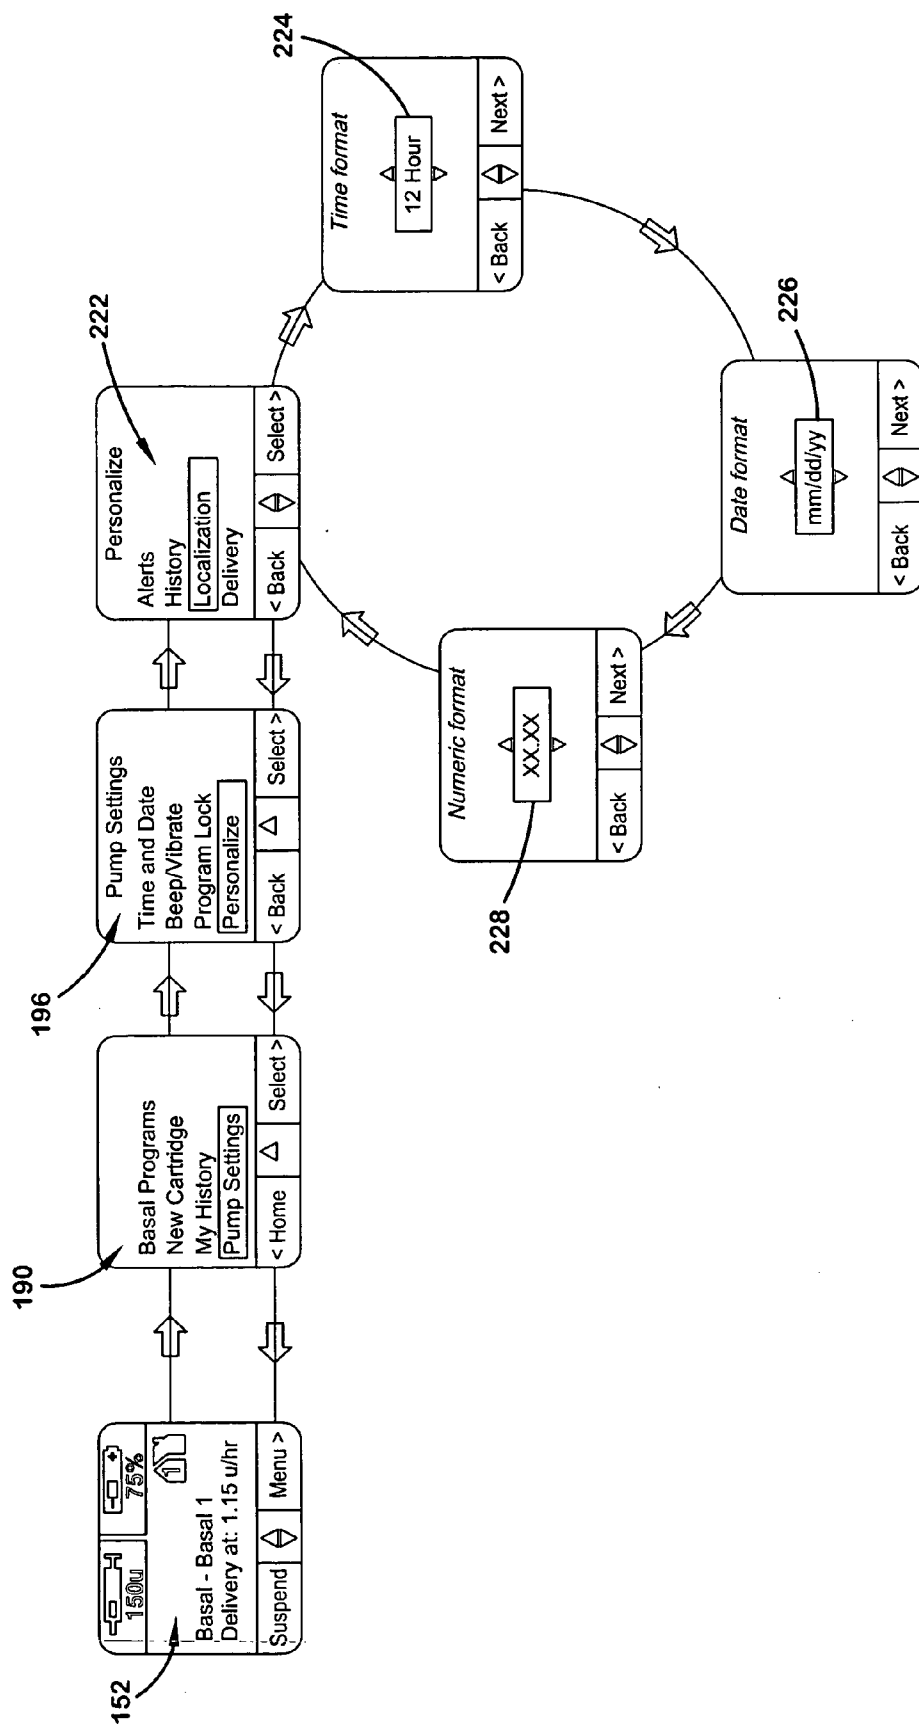 152
150u
75%
1
Basal - Basal 1
Delivery at: 1.15 u/hr
Suspend
Menu >
190
Basal Programs
New Cartridge
My History
Pump Settings
< Home
Select >
196
Pump Settings
Time and Date
Beep/Vibrate
Program Lock
Personalize
< Back
Select >
222
Personalize
Alerts
History
Localization
Delivery
< Back
Select >
224
Time format
12 Hour
< Back
Next >
226
Date format
mm/dd/yy
< Back
Next >
228
Numeric format
XX.XX
< Back
Next >